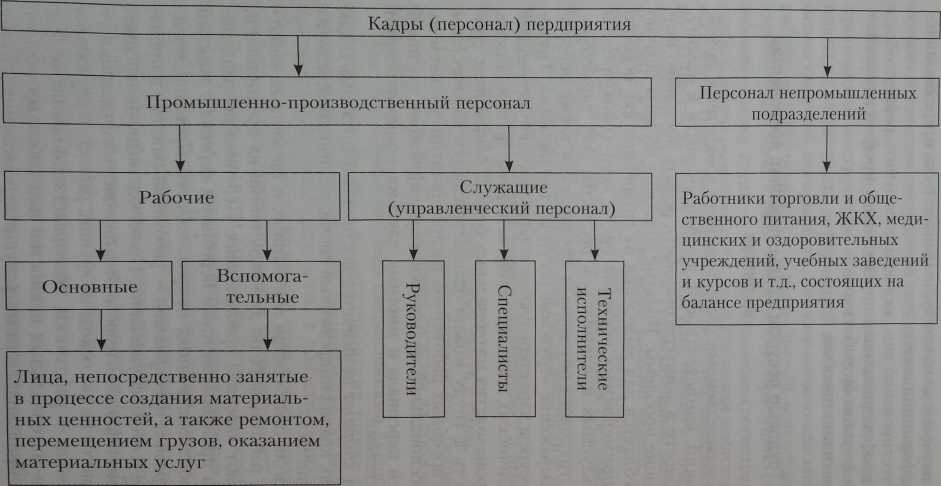 Кадры (персонал) пердприятия
Промышленно-производственный персонал
Персонал непромышленных
подразделений
Рабочие
Служащие
(управленческий персонал)
Работники торговли и обще-
ственного питания, ЖКХ, меди-
цинских и оздоровительных
учреждений, учебных заведений
и курсов и т.д., состоящих на
балансе предприятия
Основные
Вспомога-
тельные
Руководители
Специалисты
Технические
исполнители
Лица, непосредственно занятые
в процессе создания материаль-
ных ценностей, а также ремонтом,
перемещением грузов, оказанием
материальных услуг